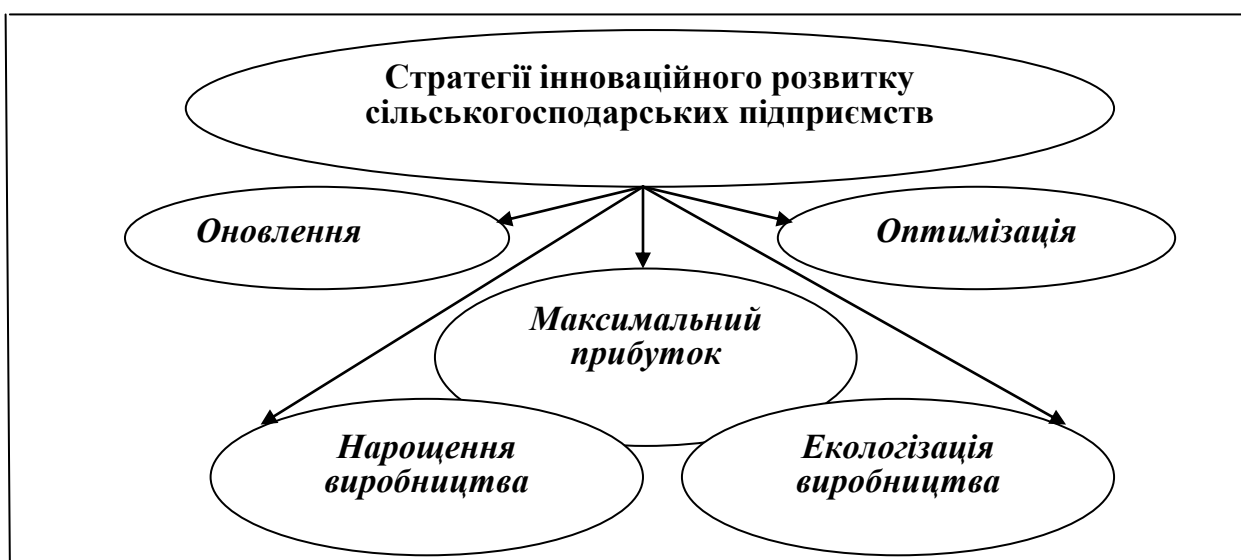 Стратегії інноваційного розвитку
сільськогосподарських підприємств
Оновлення
Оптимізація
Максимальний
прибуток
Нарощення
виробництва
Екологізація
виробництва